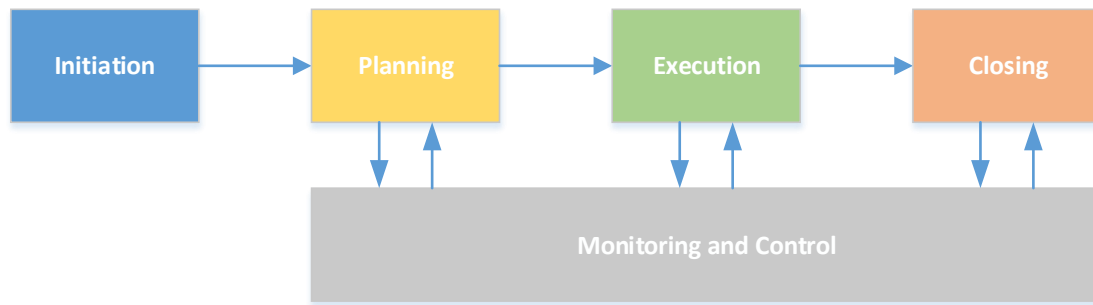 Initiation
Planning
Execution
Closing
Monitoring and Control